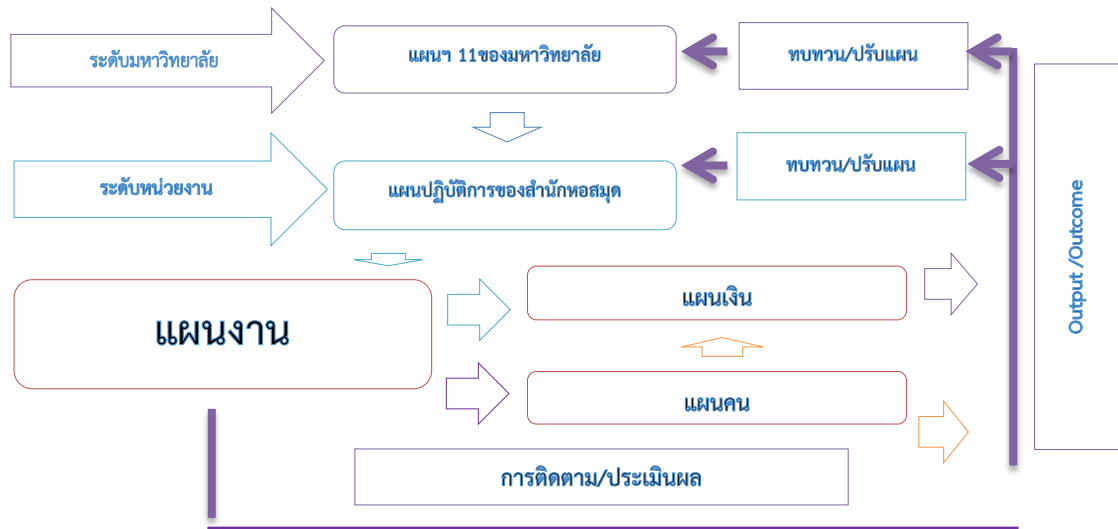 ระดับมหาวิทยาลัย
แผนฯ 11ของมหาวิทยาลัย
ทบทวน/ปรับแผน
ระดับหน่วยงาน
แผนปฏิบัติการของสำนักหอสมุด
ทบทวน/ปรับแผน
Output /Outcome
แผนงาน
แผนเงิน
แผนคน
การติดตาม/ประเมินผล